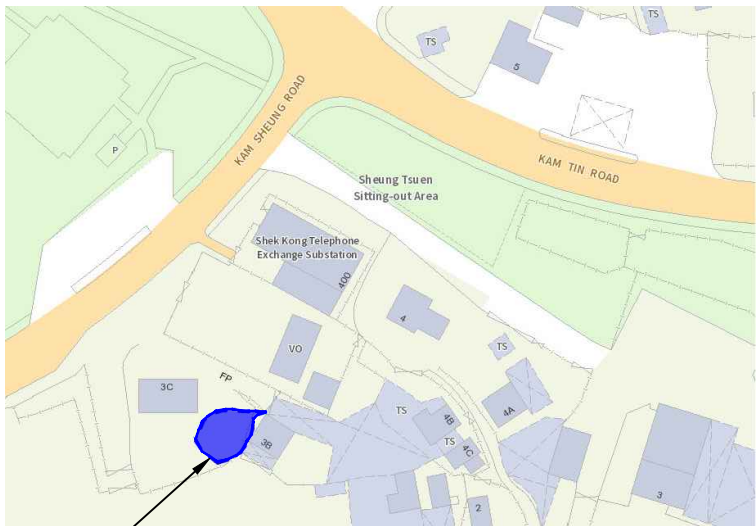 TS
TS
5
KAM SHEUNG ROAD
P
KAM TIN ROAD
Sheung Tsuen
Sitting-out Area
Shek Kong Telephone
Exchange Substation
400
4
VO
TS
FP
3C
TS
4B
4A
3B
TS
4C
3
2